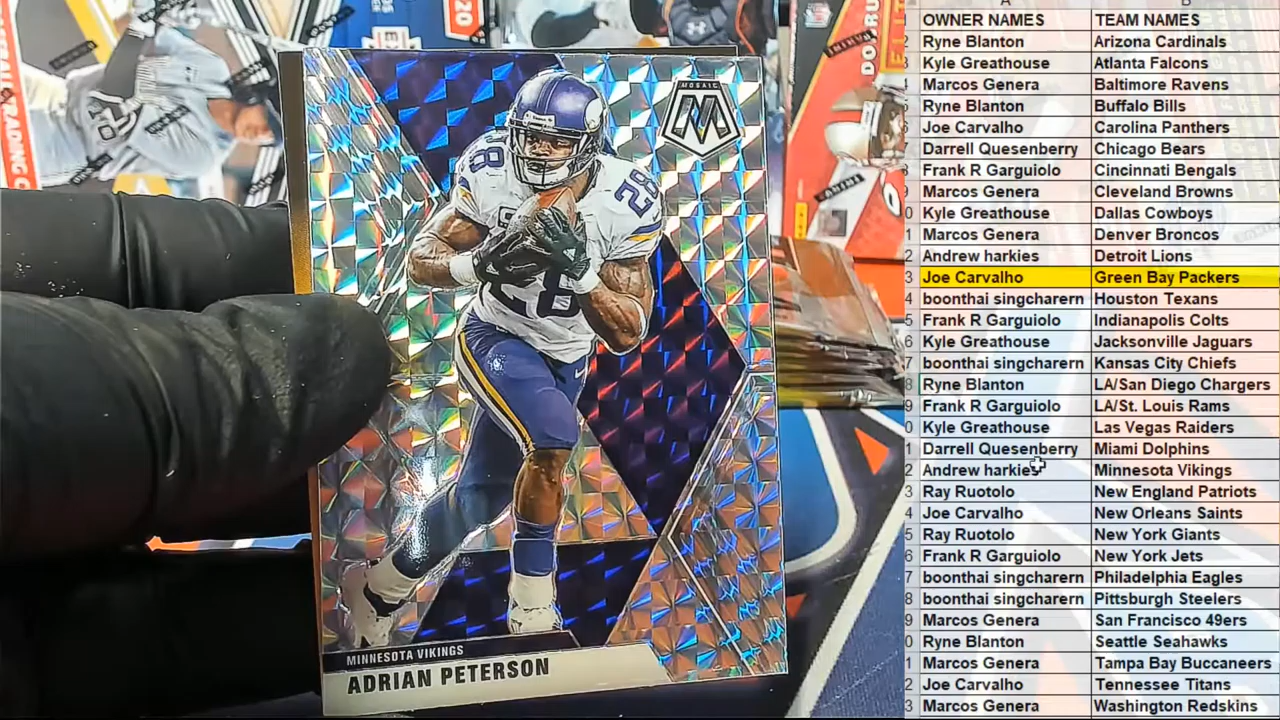 OWNER NAMES TEAM NAMES
Ryne Blanton Arizona Cardinals
Kyle Greathouse Atlanta Falcons
Marcos Genera Baltimore Ravens
Ryne Blanton Buffalo Bills
Joe Carvalho Carolina Panthers
Darrell Quesenberry Chicago Bears
Frank R Garguiolo Cincinnati Bengals
Marcos Genera Cleveland Browns
Kyle Greathouse Dallas Cowboys
Marcos Genera Denver Broncos
Andrew harkies Detroit Lions
Joe Carvalho Green Bay Packers
boonthai singcharern Houston Texans
Frank R Garguiolo Indianapolis Colts
Kyle Greathouse Jacksonville Jaguars
boonthai singcharern Kansas City Chiefs
Ryne Blanton LA/San Diego Chargers
Frank R Garguiolo LA/St. Louis Rams
Kyle Greathouse Las Vegas Raiders
Darrell Quesenberry Miami Dolphins
Andrew harkies Minnesota Vikings
Ray Ruotolo New England Patriots
Joe Carvalho New Orleans Saints
Ray Ruotolo New York Giants
Frank R Garguiolo New York Jets
boonthai singcharern Philadelphia Eagles
boonthai singcharern Pittsburgh Steelers
Marcos Genera San Francisco 49ers
Ryne Blanton Seattle Seahawks
Marcos Genera Tampa Bay Buccaneers
Joe Carvalho Tennessee Titans
Marcos Genera Washington Redskins
MOSAIC
M
28
28
28
MINNESOTA VIKINGS
ADRIAN PETERSON